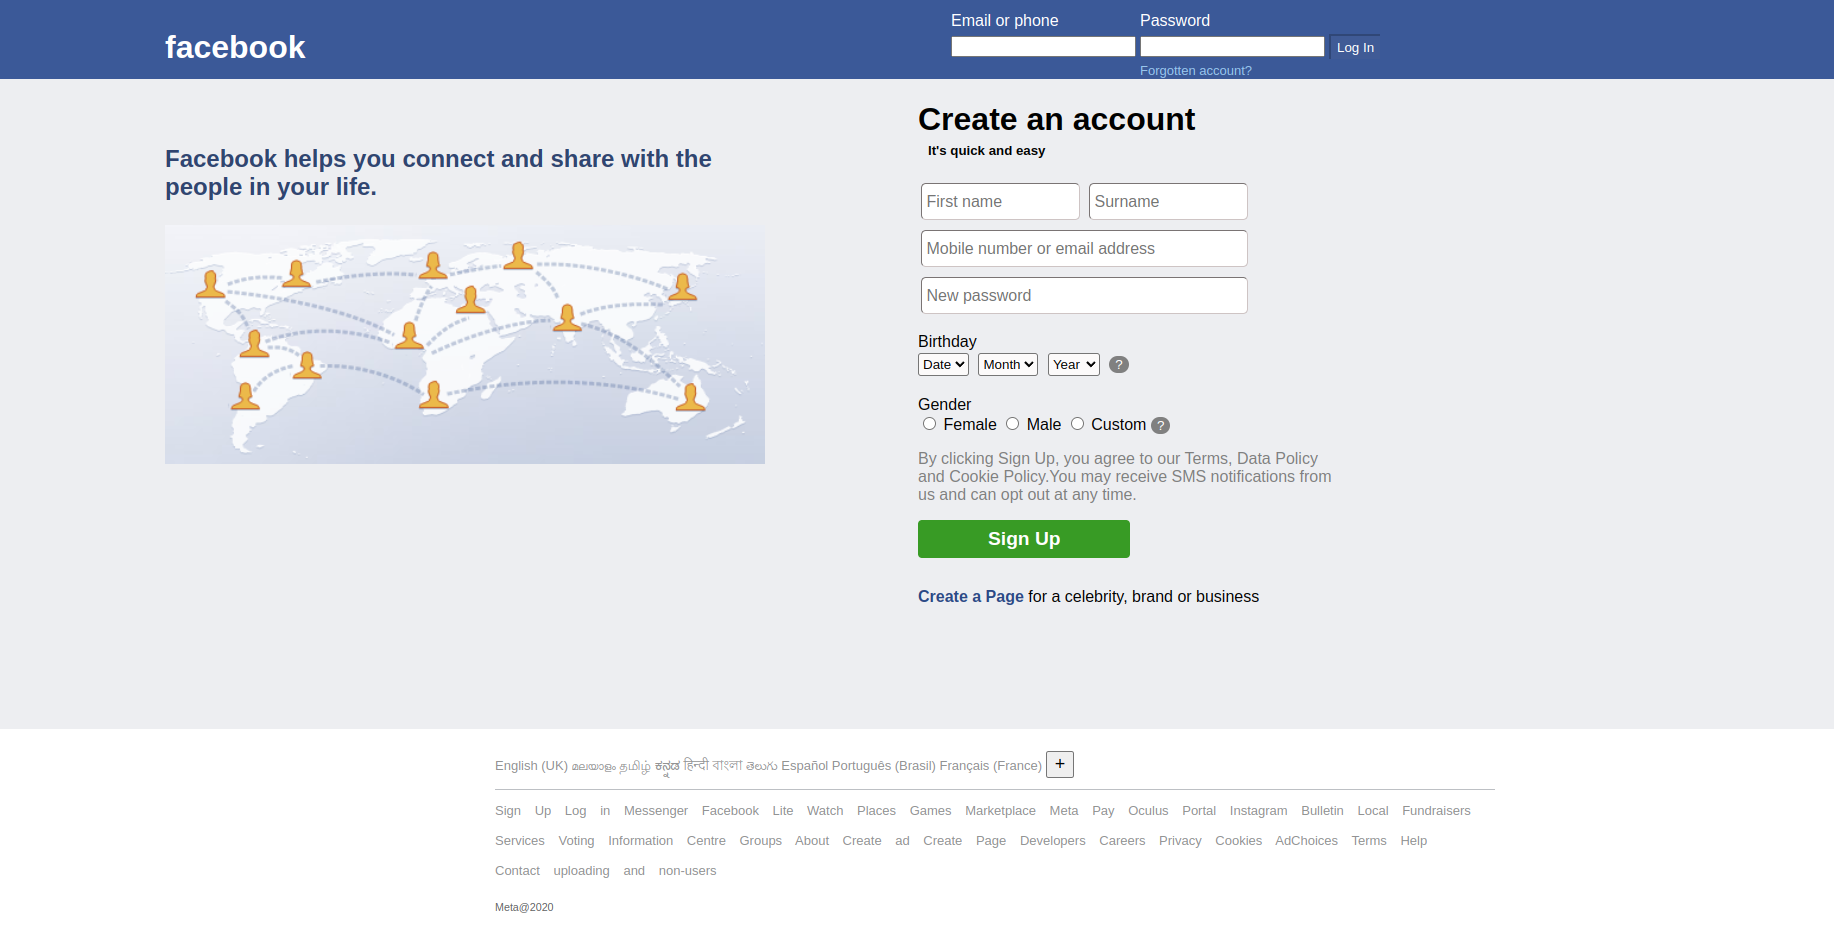 Email or phone Password
facebook
Log In
Forgotten account?
Create an account
It's quick and easy
Facebook helps you connect and share with the
people in your life.
First name Surname
Mobile number or email address
New password
Birthday
Date Month Year ?
Gender
Female Male Custom ?
By clicking Sign Up, you agree to our Terms, Data Policy
and Cookie Policy.You may receive SMS notifications from
us and can opt out at any time.
Sign Up
Create a Page for a celebrity, brand or business
English (UK) മലയാളം தமிழ் ಕನ್ನಡ हिन्दी বাংলা తెలుగు Español Português (Brasil) Français (France) +
Sign Up Log in Messenger Facebook Lite Watch Places Games Marketplace Meta Pay Oculus Portal Instagram Bulletin Local Fundraisers
Services Voting Information Centre Groups About Create ad Create Page Developers Careers Privacy Cookies AdChoices Terms Help
Contact uploading and non-users
Meta@2020